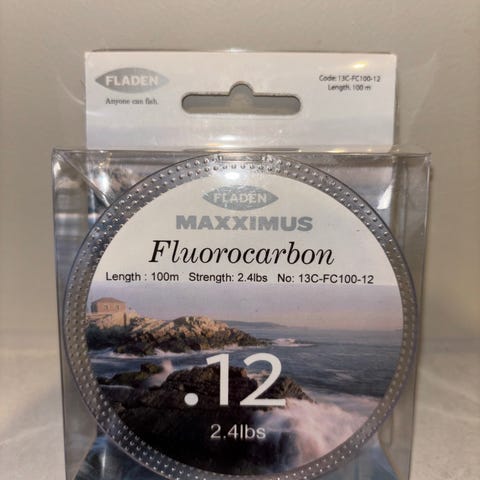 FLADEN
Anyone can fish.
Code: 13C-FC100-12
Length. 100 m
FLADEN
MAXXIMUS
Fluorocarbon
Length : 100m Strength: 2.4lbs No: 13C-FC100-12
.12
2.4lbs